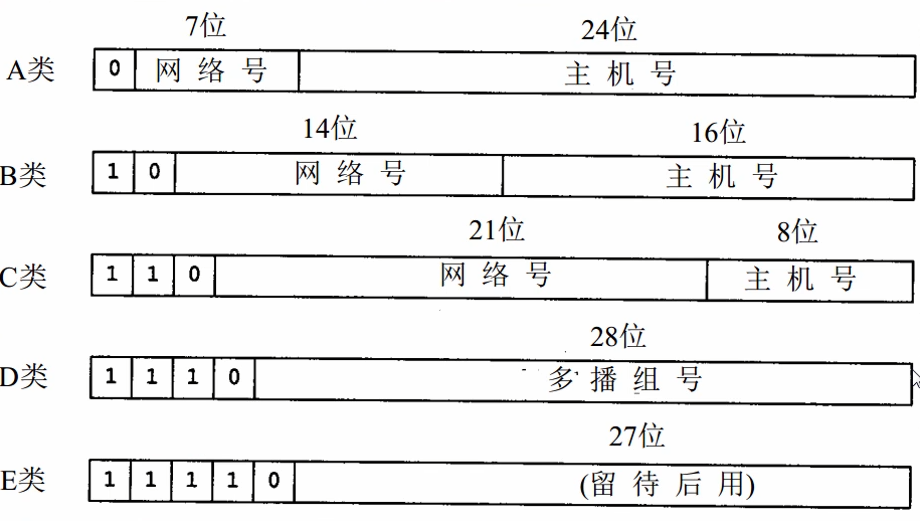 7位 24位
A类 0 网络号 主机号
14位 16位
B类 1 0 网络号 主机号
21位 8位
C类 1 1 0 网络号 主机号
28位
D类 1 1 1 0 多播组号
27位
E类 1 1 1 1 0 (留待后用)